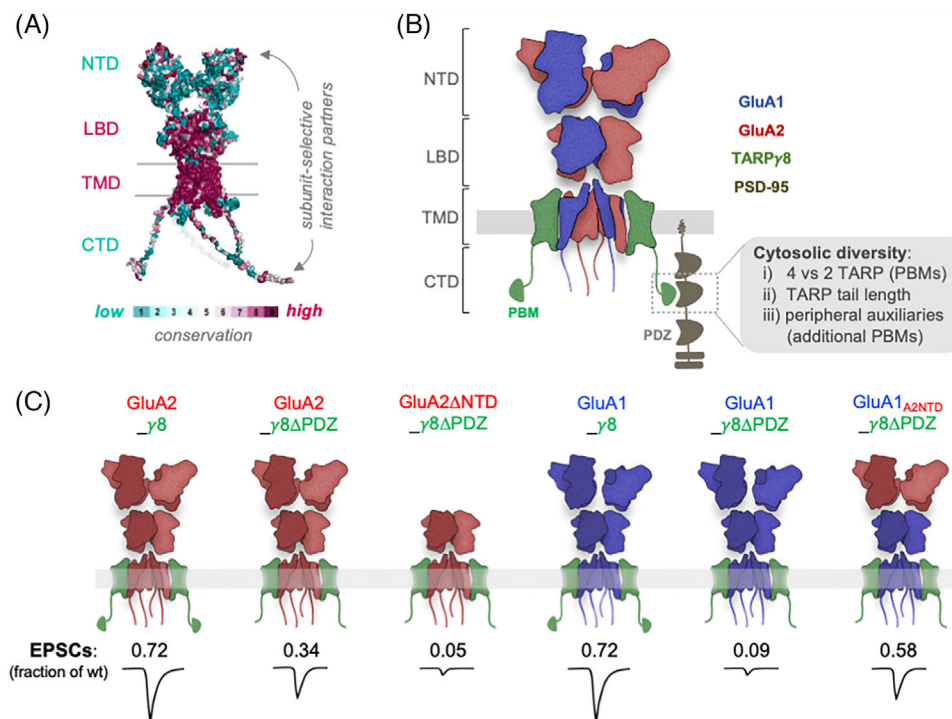 (A)
NTD
LBD
TMD
CTD
subunit-selective
interaction partners
low 1 2 3 4 5 6 7 8 9 high
conservation
(B)
NTD
LBD
TMD
CTD
GluA1
GluA2
TARPγ8
PSD-95
PBM
PDZ
Cytosolic diversity:
i) 4 vs 2 TARP (PBMs)
ii) TARP tail length
iii) peripheral auxiliaries
(additional PBMs)
(C)
GluA2
_γ8
GluA2
_γ8ΔPDZ
GluA2ΔNTD
_γ8ΔPDZ
GluA1
_γ8
GluA1
_γ8ΔPDZ
GluA1A2NTD
_γ8ΔPDZ
EPSCs: 0.72 0.34 0.05 0.72 0.09 0.58
(fraction of wt)